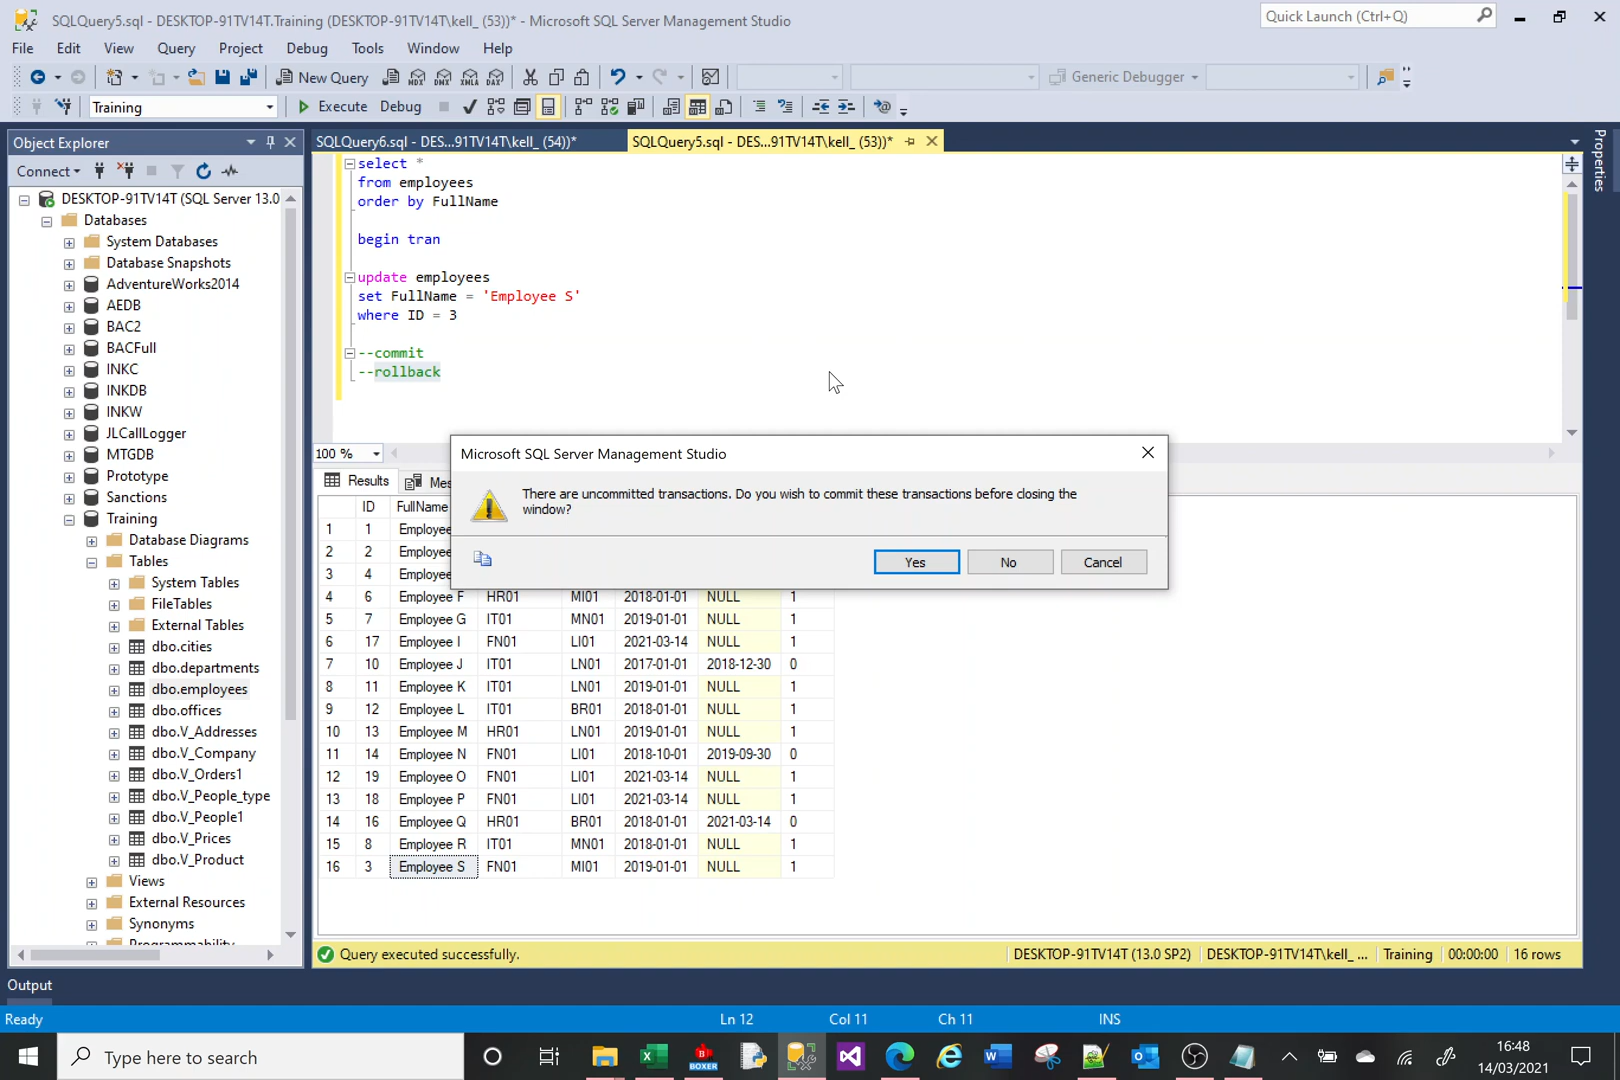 SQLQuery5.sql - DESKTOP-91TV14T.Training (DESKTOP-91TV14T\kell_ (53))* - Microsoft SQL Server Management Studio
Quick Launch (Ctrl+Q)
File Edit View Query Project Debug Tools Window Help
New Query
MDX DMX XMLA DAX
Generic Debugger
Training
Execute Debug
Object Explorer
SQLQuery6.sql - DES...91TV14T\kell_ (54))*
SQLQuery5.sql - DES...91TV14T\kell_ (53))*
Properties
Connect
DESKTOP-91TV14T (SQL Server 13.0
Databases
System Databases
Database Snapshots
AdventureWorks2014
AEDB
BAC2
BACFull
INKC
INKDB
INKW
JLCallLogger
MTGDB
Prototype
Sanctions
Training
Database Diagrams
Tables
System Tables
FileTables
External Tables
dbo.cities
dbo.departments
dbo.employees
dbo.offices
dbo.V_Addresses
dbo.V_Company
dbo.V_Orders1
dbo.V_People_type
dbo.V_People1
dbo.V_Prices
dbo.V_Product
Views
External Resources
Synonyms
Programmability
select *
from employees
order by FullName
begin tran
update employees
set FullName = 'Employee S'
where ID = 3
--commit
--rollback
100 %
Results Mes
Microsoft SQL Server Management Studio
There are uncommitted transactions. Do you wish to commit these transactions before closing the
window?
Yes No Cancel
ID FullName
1 1 Employee
2 2 Employee
3 4 Employee
4 6 Employee F HR01 MI01 2018-01-01 NULL 1
5 7 Employee G IT01 MN01 2019-01-01 NULL 1
6 17 Employee I FN01 LI01 2021-03-14 NULL 1
7 10 Employee J IT01 LN01 2017-01-01 2018-12-30 0
8 11 Employee K IT01 LN01 2019-01-01 NULL 1
9 12 Employee L IT01 BR01 2018-01-01 NULL 1
10 13 Employee M HR01 LN01 2019-01-01 NULL 1
11 14 Employee N FN01 LI01 2018-10-01 2019-09-30 0
12 19 Employee O FN01 LI01 2021-03-14 NULL 1
13 18 Employee P FN01 LI01 2021-03-14 NULL 1
14 16 Employee Q HR01 BR01 2018-01-01 2021-03-14 0
15 8 Employee R IT01 MN01 2018-01-01 NULL 1
16 3 Employee S FN01 MI01 2019-01-01 NULL 1
Query executed successfully.
DESKTOP-91TV14T (13.0 SP2) DESKTOP-91TV14T\kell_ ... Training 00:00:00 16 rows
Output
Ready
Ln 12 Col 11 Ch 11 INS
Type here to search
BOXER
16:48
14/03/2021